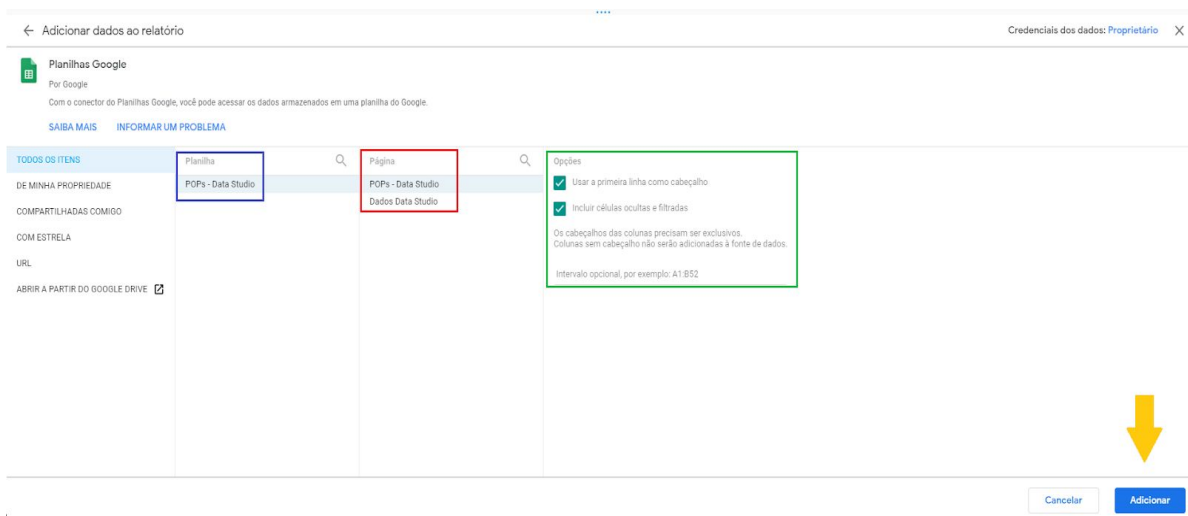 Adicionar dados ao relatório
Credenciais dos dados: Proprietário
Planilhas Google
Por Google
Com o conector do Planilhas Google, você pode acessar os dados armazenados em uma planilha do Google.
SAIBA MAIS INFORMAR UM PROBLEMA
TODOS OS ITENS
DE MINHA PROPRIEDADE
COMPARTILHADAS COMIGO
COM ESTRELA
URL
ABRIR A PARTIR DO GOOGLE DRIVE
Planilha
POPs - Data Studio
Página
POPs - Data Studio
Dados Data Studio
Opções
Usar a primeira linha como cabeçalho
Incluir células ocultas e filtradas
Os cabeçalhos das colunas precisam ser exclusivos.
Colunas sem cabeçalho não serão adicionadas à fonte de dados.
Intervalo opcional, por exemplo: A1:B52
Cancelar
Adicionar